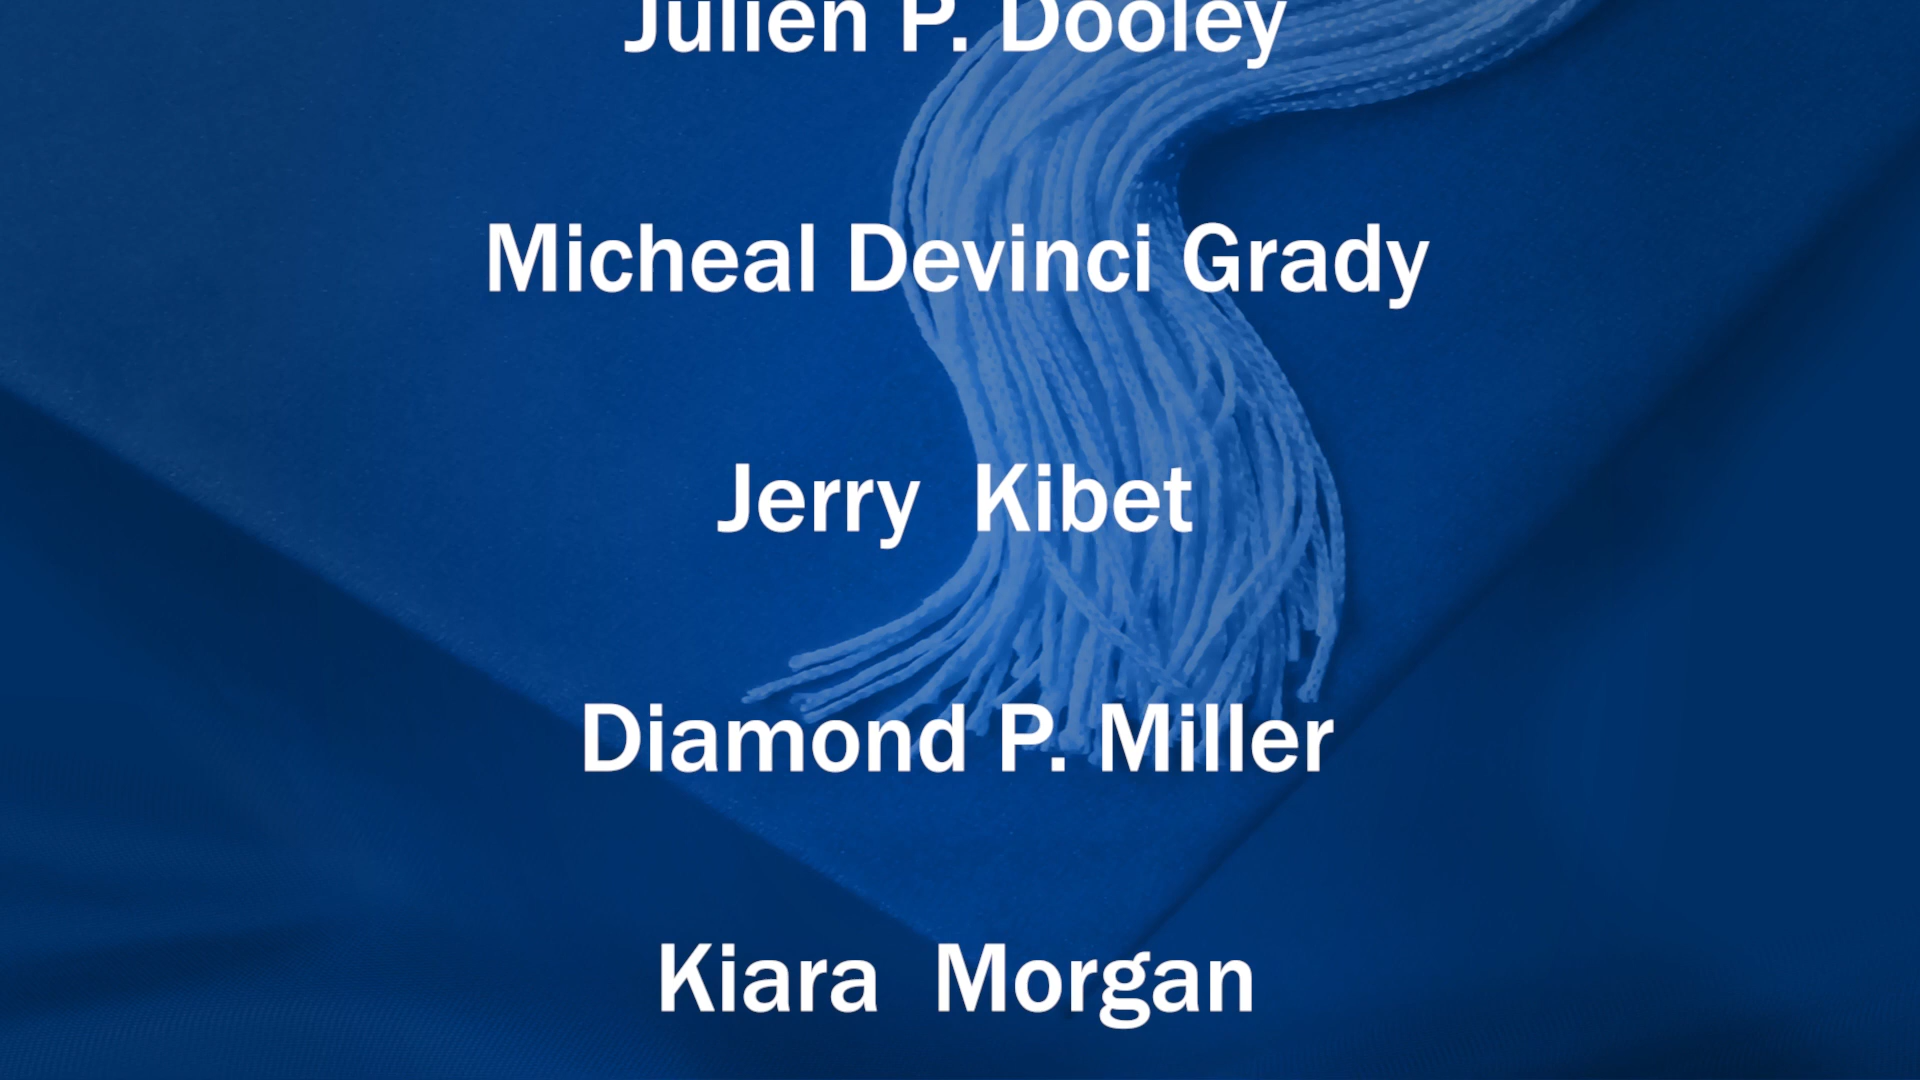 Julien P. Dooley
Micheal Devinci Grady
Jerry Kibet
Diamond P. Miller
Kiara Morgan